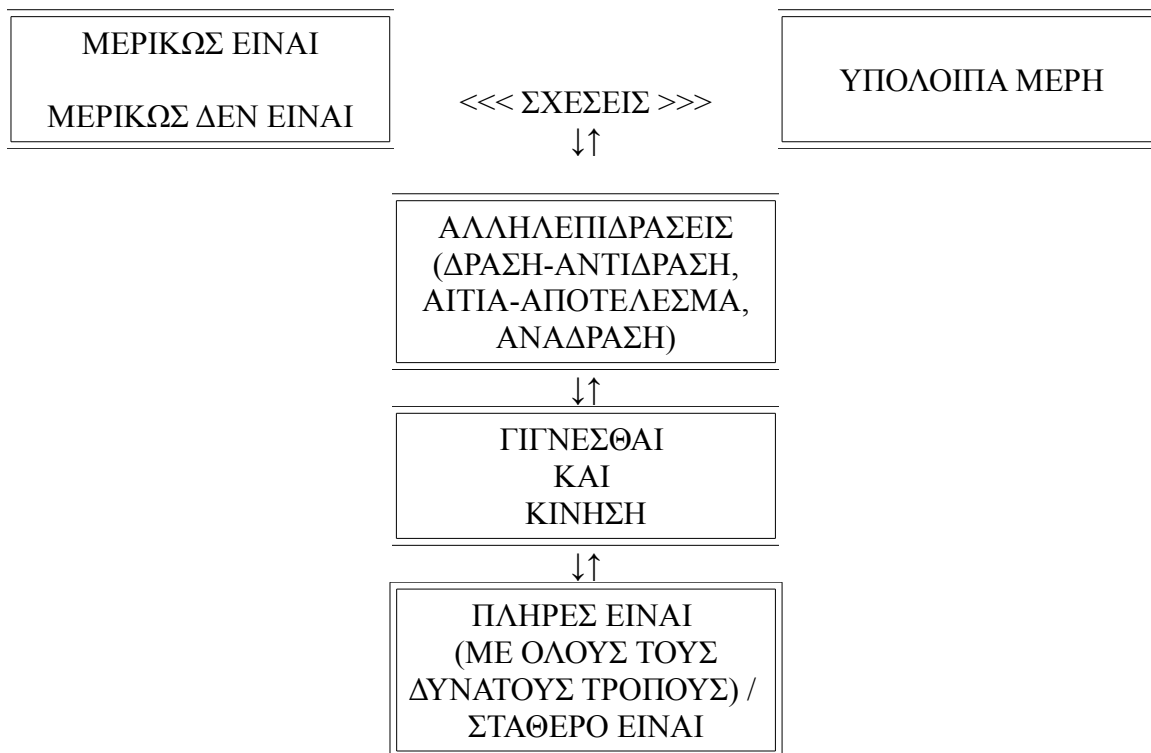 ΜΕΡΙΚΩΣ ΕΙΝΑΙ
ΜΕΡΙΚΩΣ ΔΕΝ ΕΙΝΑΙ
<<< ΣΧΕΣΕΙΣ >>>
↓↑
ΥΠΟΛΟΙΠΑ ΜΕΡΗ
ΑΛΛΗΛΕΠΙΔΡΑΣΕΙΣ
(ΔΡΑΣΗ-ΑΝΤΙΔΡΑΣΗ,
ΑΙΤΙΑ-ΑΠΟΤΕΛΕΣΜΑ,
ΑΝΑΔΡΑΣΗ)
↓↑
ΓΙΓΝΕΣΘΑΙ
ΚΑΙ
ΚΙΝΗΣΗ
↓↑
ΠΛΗΡΕΣ ΕΙΝΑΙ
(ΜΕ ΟΛΟΥΣ ΤΟΥΣ
ΔΥΝΑΤΟΥΣ ΤΡΟΠΟΥΣ) /
ΣΤΑΘΕΡΟ ΕΙΝΑΙ